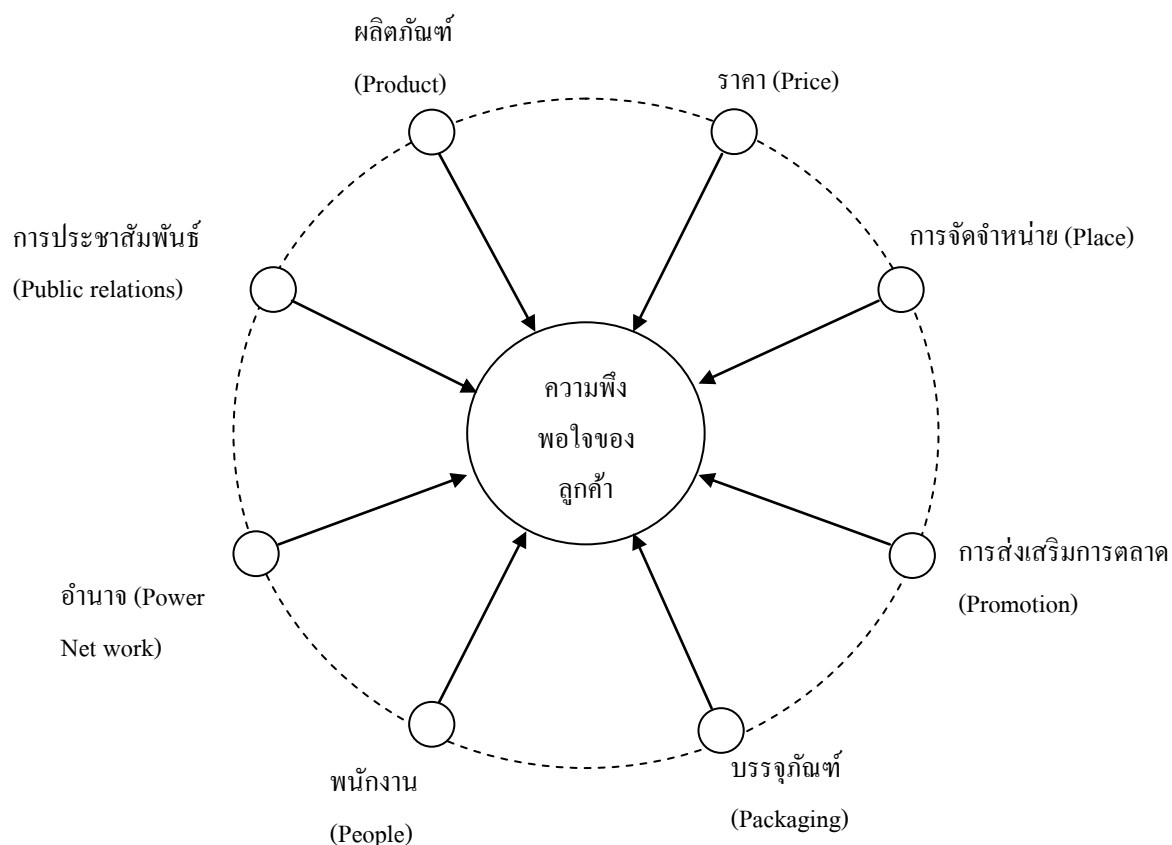 ผลิตภัณฑ์
(Product)
ราคา (Price)
การประชาสัมพันธ์
(Public relations)
การจัดจำหน่าย (Place)
ความพึง
พอใจของ
ลูกค้า
อำนาจ (Power
Net work)
การส่งเสริมการตลาด
(Promotion)
พนักงาน
(People)
บรรจุภัณฑ์
(Packaging)